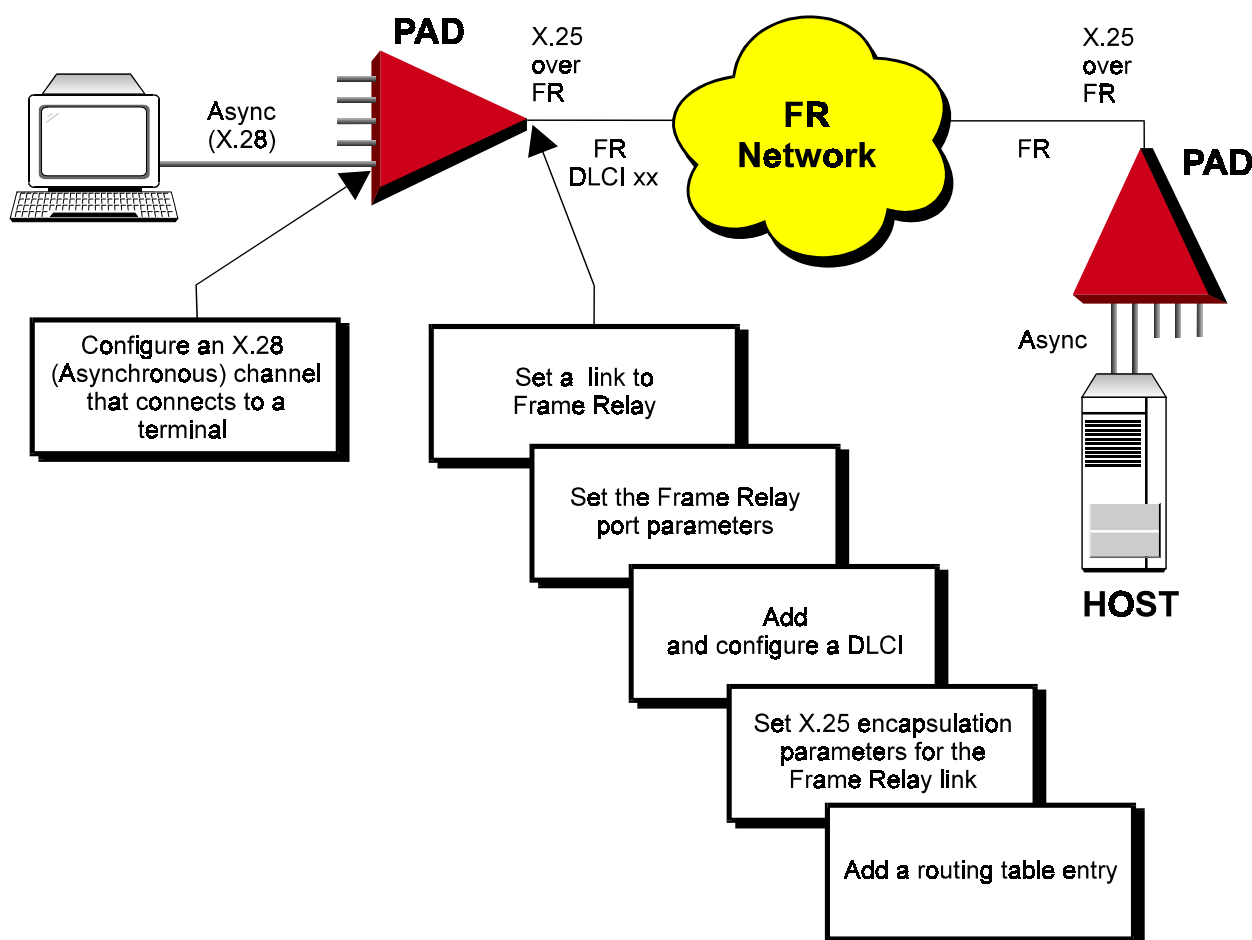 PAD
X.25
over
FR
X.25
over
FR
Async
(X.28)
FR
Network
FR
DLCI xx
FR
PAD
Configure an X.28
(Asynchronous) channel
that connects to a
terminal
Set a link to
Frame Relay
Async
Set the Frame Relay
port parameters
HOST
Add
and configure a DLCI
Set X.25 encapsulation
parameters for the
Frame Relay link
Add a routing table entry